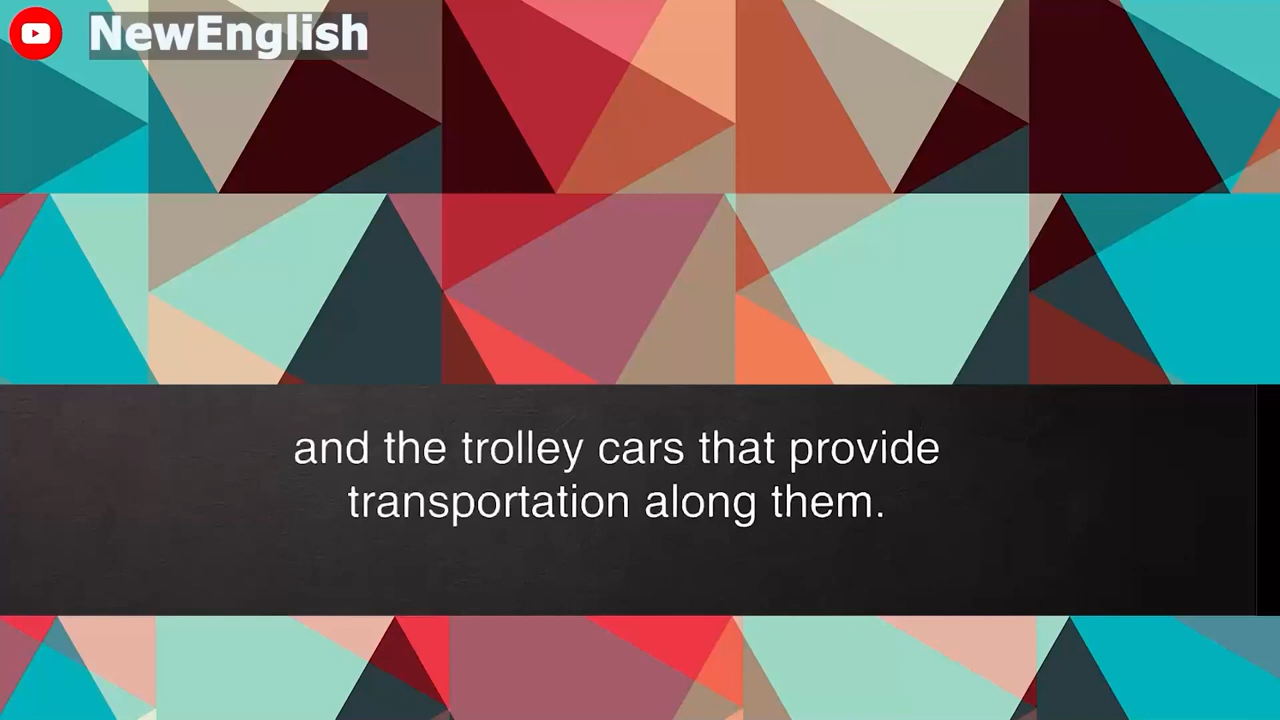 NewEnglish
and the trolley cars that provide
transportation along them.